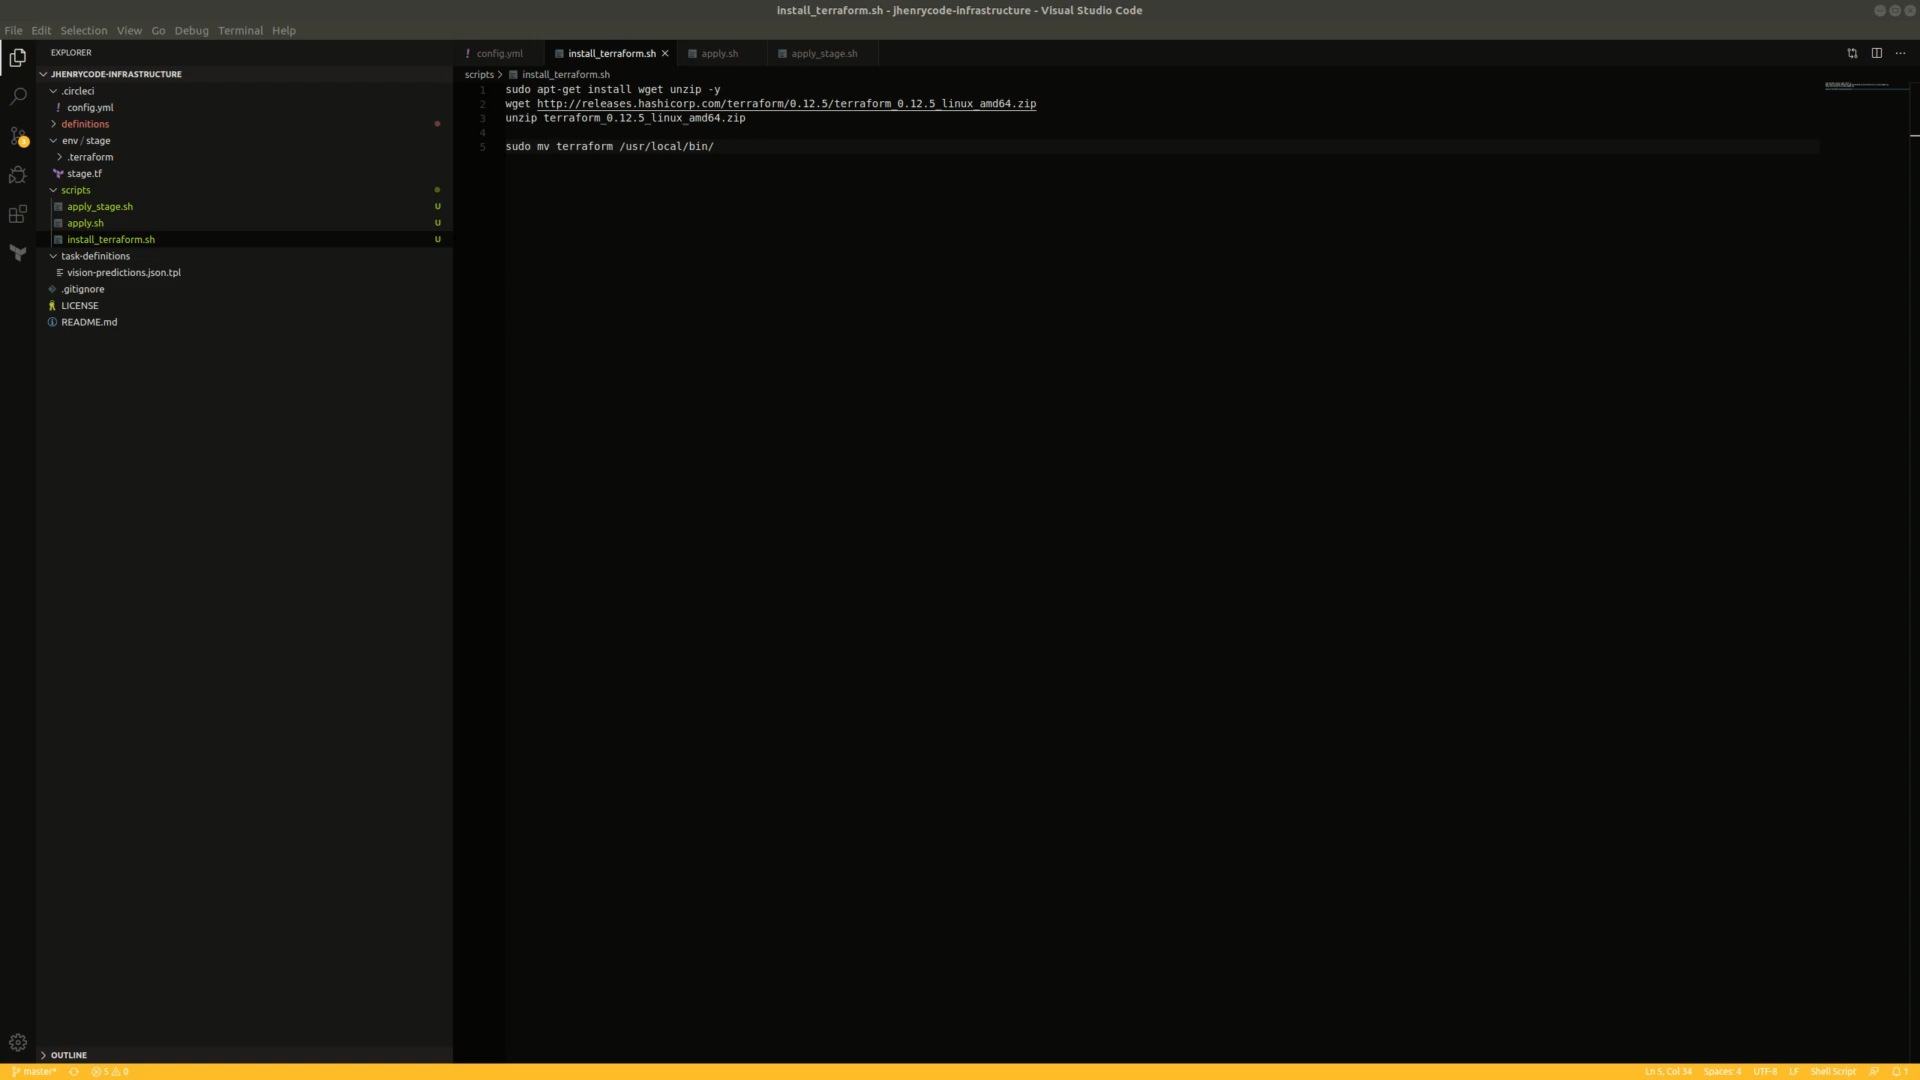 install_terraform.sh - jhenrycode-infrastructure - Visual Studio Code
File Edit Selection View Go Debug Terminal Help
EXPLORER
JHENRYCODE-INFRASTRUCTURE
.circleci
! config.yml
definitions
env / stage
.terraform
stage.tf
scripts
apply_stage.sh U
apply.sh U
install_terraform.sh U
task-definitions
vision-predictions.json.tpl
.gitignore
LICENSE
README.md
OUTLINE
! config.yml install_terraform.sh apply.sh apply_stage.sh
scripts > install_terraform.sh
1 sudo apt-get install wget unzip -y
2 wget http://releases.hashicorp.com/terraform/0.12.5/terraform_0.12.5_linux_amd64.zip
3 unzip terraform_0.12.5_linux_amd64.zip
4
5 sudo mv terraform /usr/local/bin/
master* 5 0 Ln 5, Col 34 Spaces: 4 UTF-8 LF Shell Script 1